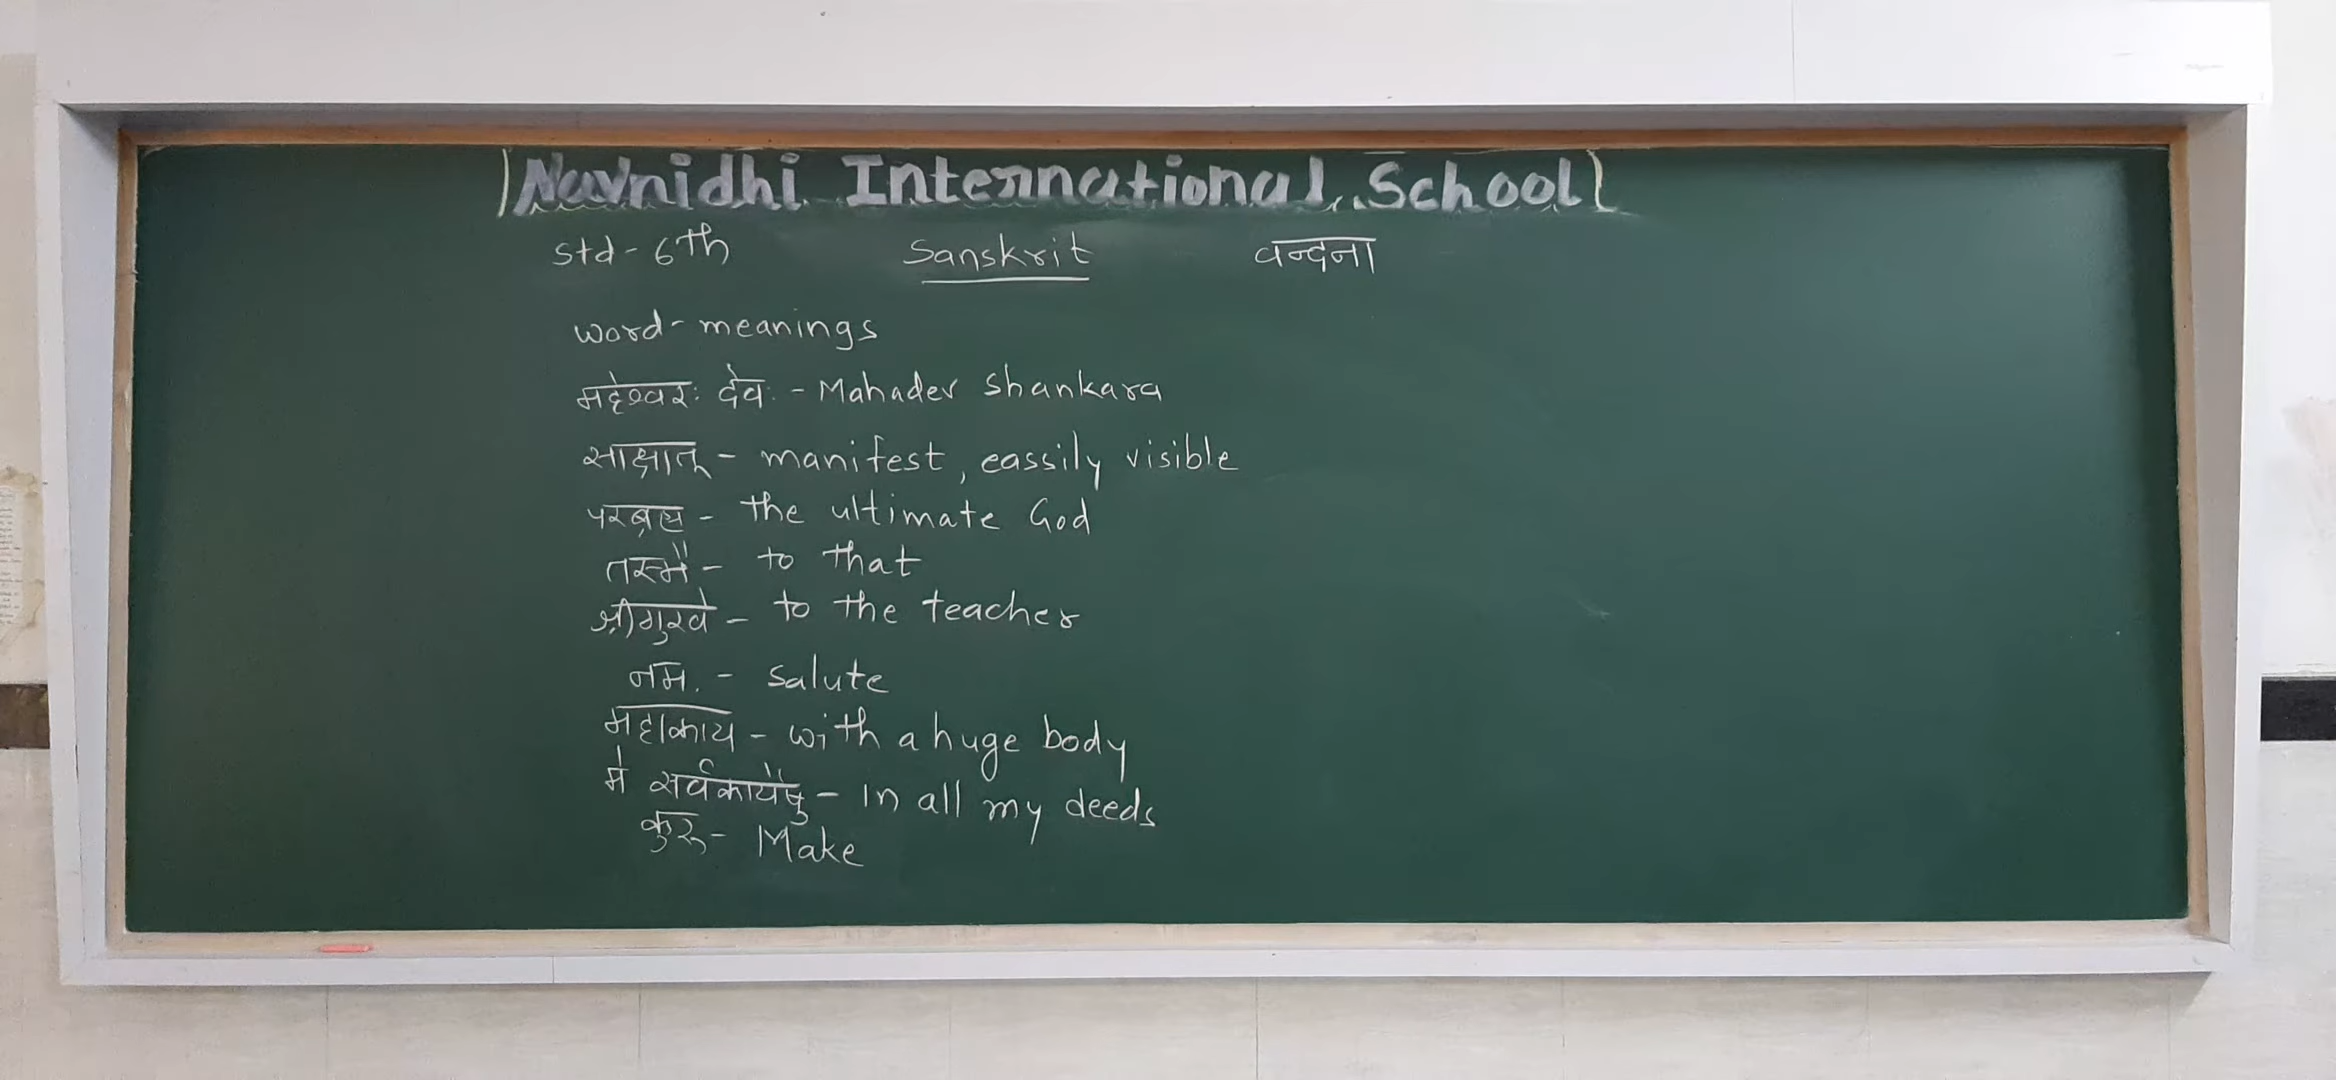 Navnidhi International School
Std - 6th Sanskrit वन्दना
word - meanings
महेश्वरः देवः - Mahadev Shankara
साक्षात् - manifest, eassily visible
परब्रह्म - the ultimate God
तस्मै - to that
श्रीगुरवे - to the teacher
नमः - salute
महाकाय - with a huge body
मे सर्वकार्येषु - In all my deeds
कुरु - Make